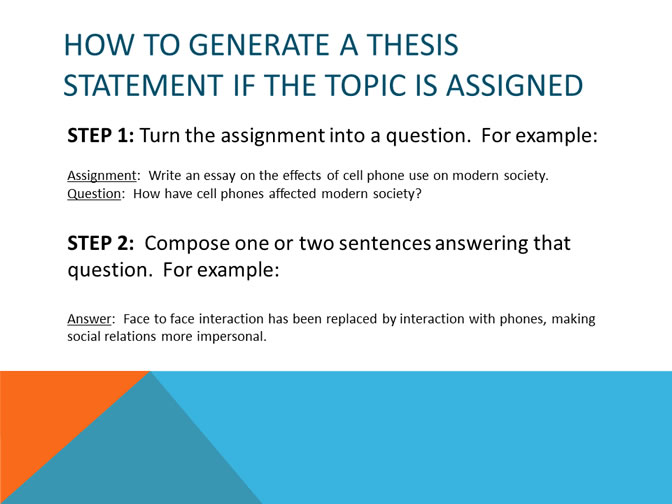 HOW TO GENERATE A THESIS
STATEMENT IF THE TOPIC IS ASSIGNED
STEP 1: Turn the assignment into a question.  For example:
Assignment:  Write an essay on the effects of cell phone use on modern society.
Question:  How have cell phones affected modern society?
STEP 2:  Compose one or two sentences answering that
question.  For example:
Answer:  Face to face interaction has been replaced by interaction with phones, making
social relations more impersonal.